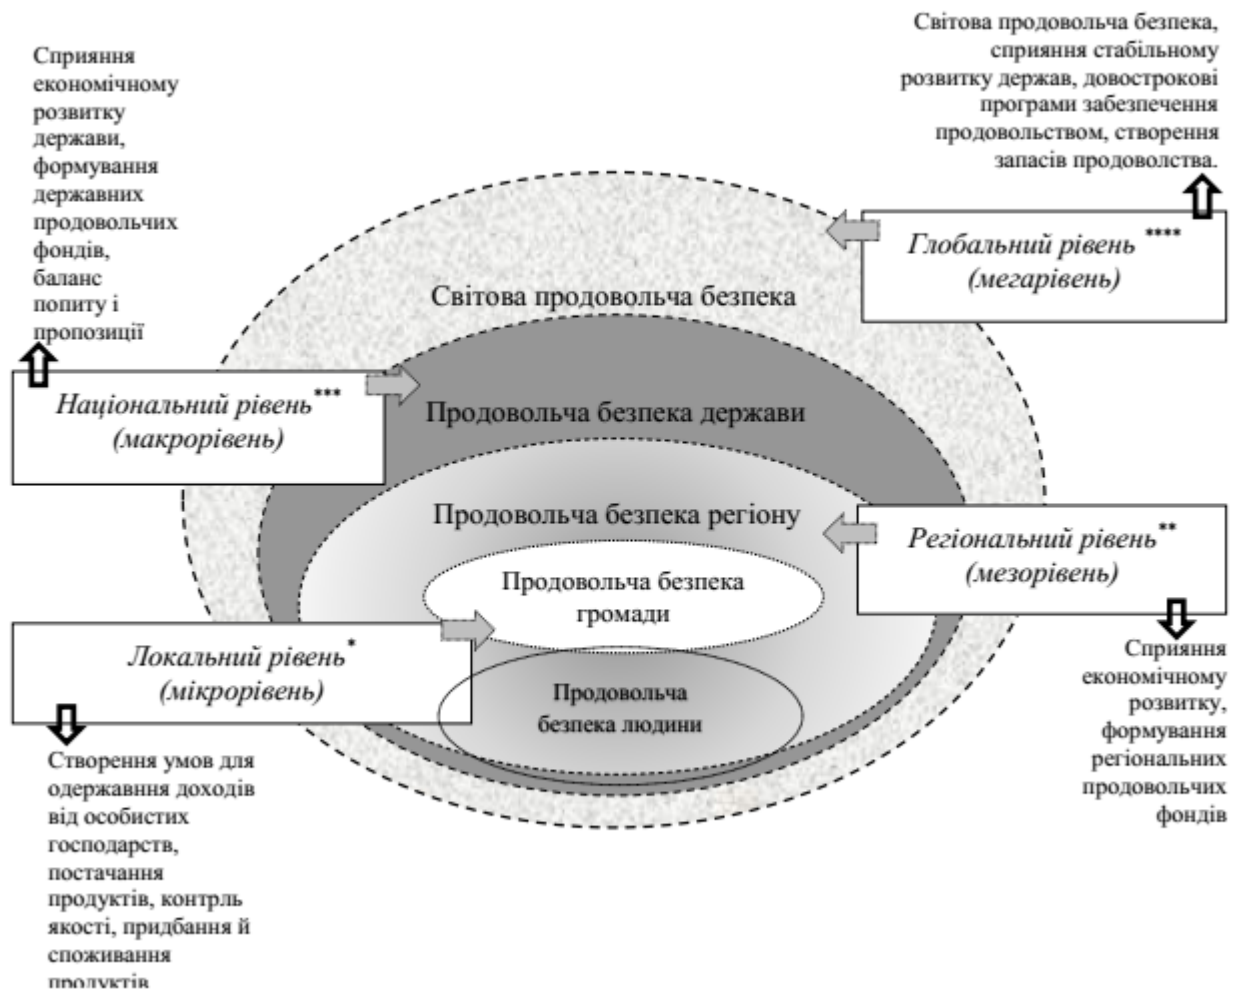 Світова продовольча безпека,
сприяння стабільному
розвитку держав, довострокові
програми забезпечення
продовольством, створення
запасів продоволства.
Сприяння
економічному
розвитку
держави,
формування
державних
продовольчих
фондів,
баланс
попиту і
пропозиції
Глобальний рівень ****
(мегарівень)
Світова продовольча безпека
Національний рівень ***
(макрорівень)
Продовольча безпека держави
Продовольча безпека регіону
Регіональний рівень **
(мезорівень)
Продовольча безпека
громади
Локальний рівень *
(мікрорівень)
Продовольча
безпека людини
Сприяння
економічному
розвитку,
формування
регіональних
продовольчих
фондів
Створення умов для
одержавння доходів
від особистих
господарств,
постачання
продуктів, контрль
якості, придбання й
споживання
продуктів